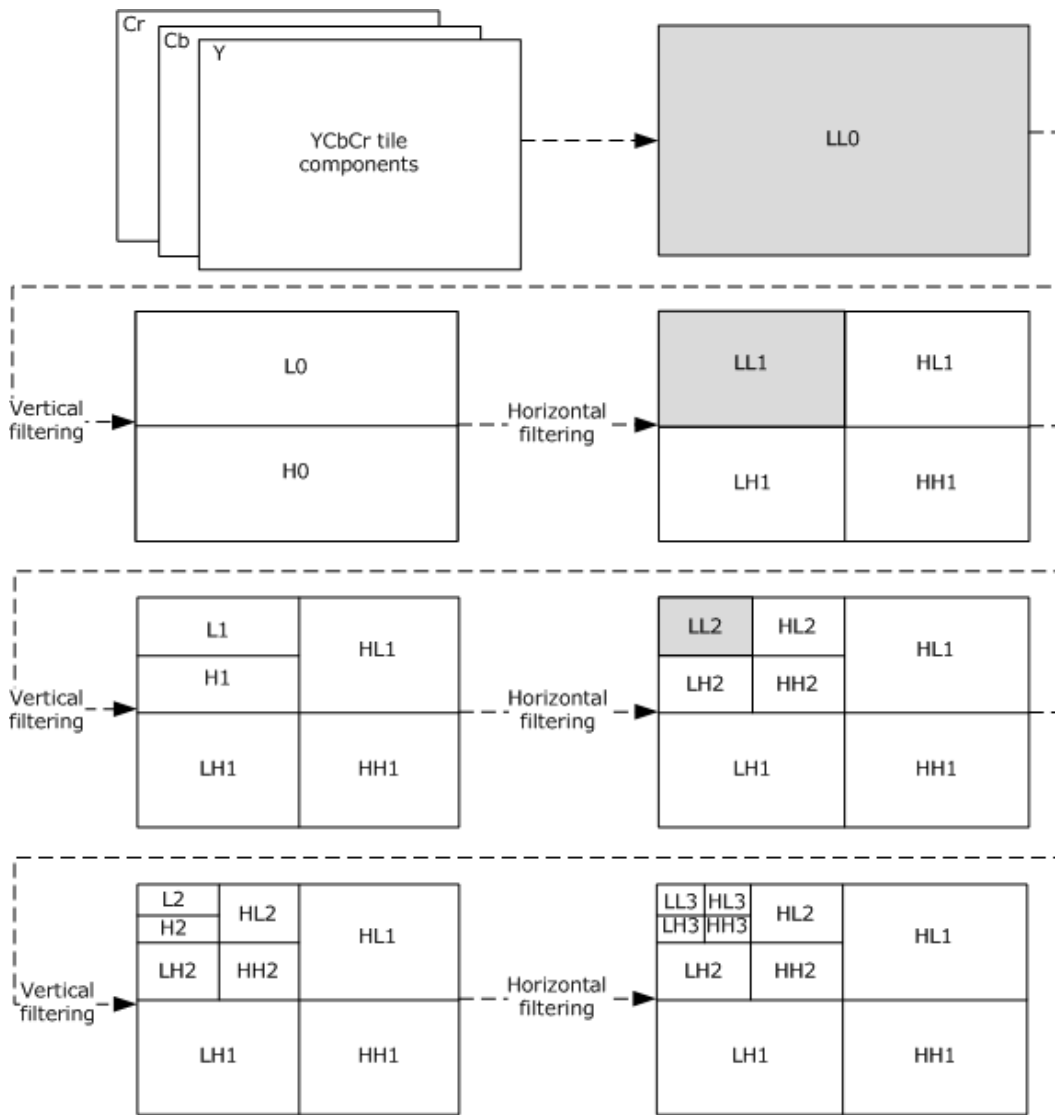 Cr
Cb
Y
YCbCr tile
components
LL0
L0
H0
Vertical
filtering
Horizontal
filtering
LL1
HL1
LH1
HH1
L1
H1
HL1
LH1
HH1
Vertical
filtering
Horizontal
filtering
LL2
HL2
LH2
HH2
HL1
LH1
HH1
L2
H2
HL2
LH2
HH2
HL1
LH1
HH1
Vertical
filtering
Horizontal
filtering
LL3
HL3
LH3
HH3
HL2
LH2
HH2
HL1
LH1
HH1